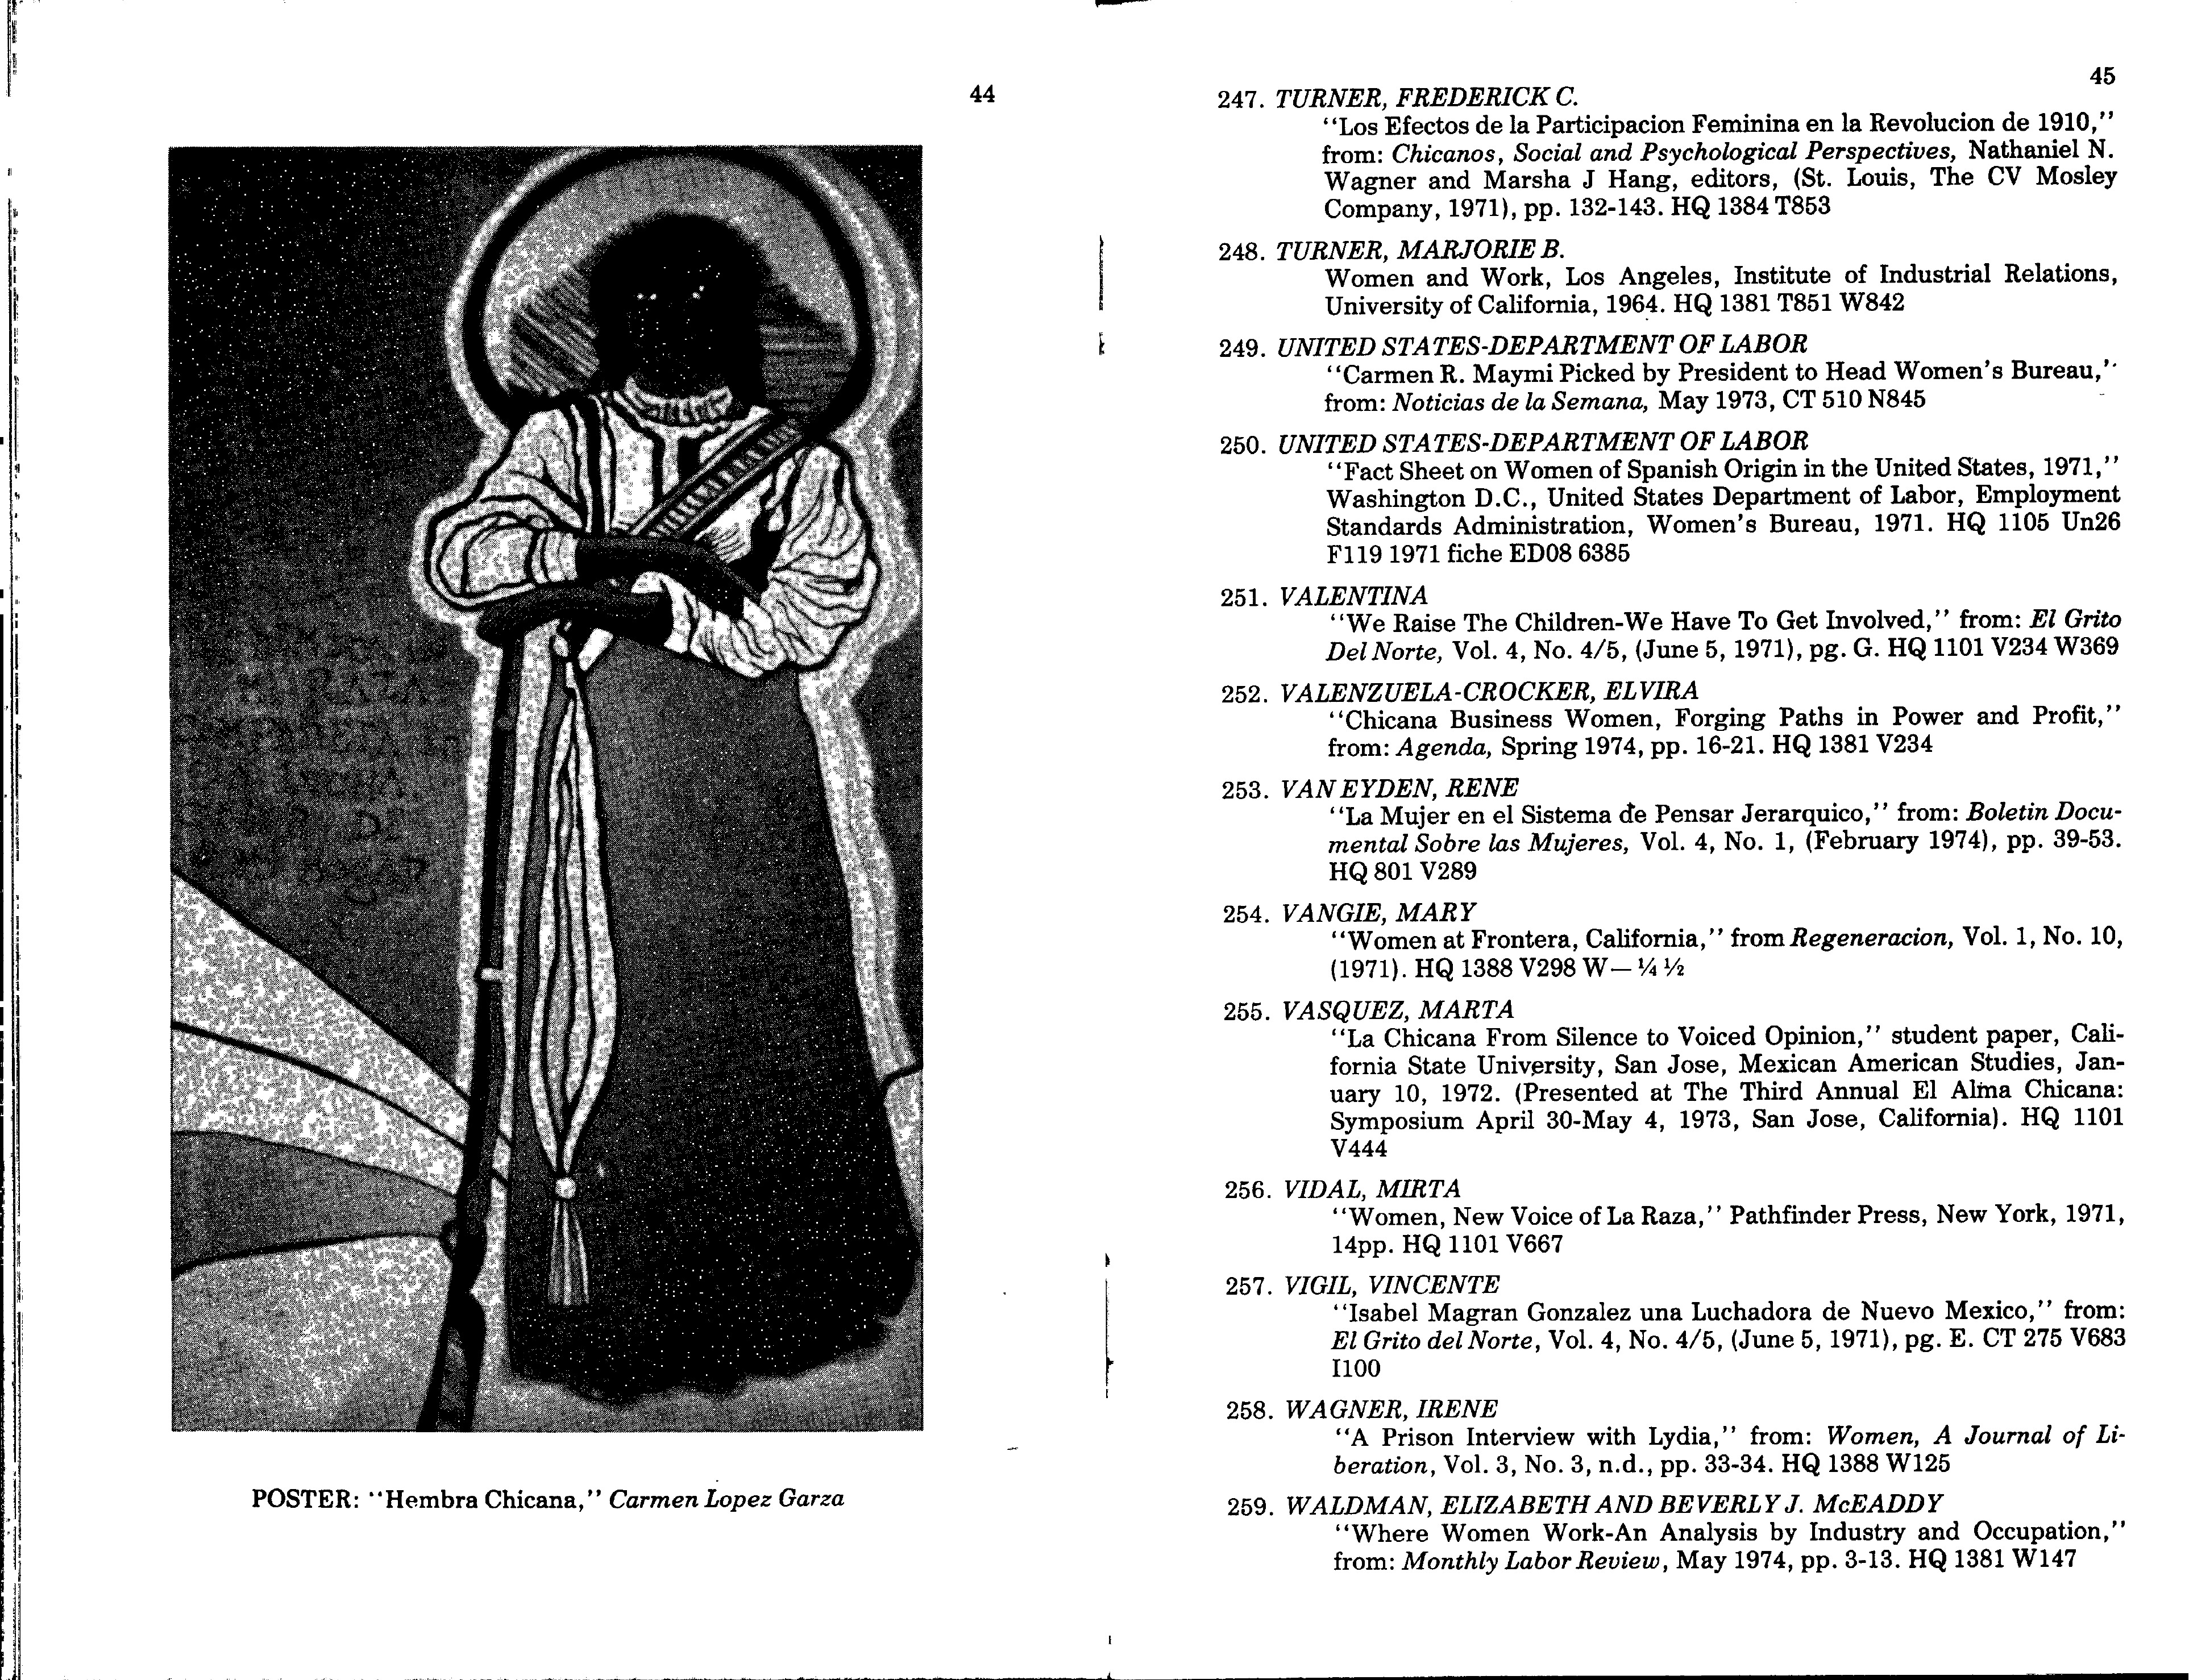 44
MI RAZA
DE
POSTER: "Hembra Chicana," Carmen Lopez Garza
45
247. TURNER, FREDERICK C.
"Los Efectos de la Participacion Feminina en la Revolucion de 1910,"
from: Chicanos, Social and Psychological Perspectives, Nathaniel N.
Wagner and Marsha J Hang, editors, (St. Louis, The CV Mosley
Company, 1971), pp. 132-143. HQ 1384 T853
248. TURNER, MARJORIE B.
Women and Work, Los Angeles, Institute of Industrial Relations,
University of California, 1964. HQ 1381 T851 W842
249. UNITED STATES-DEPARTMENT OF LABOR
"Carmen R. Maymi Picked by President to Head Women's Bureau,"
from: Noticias de la Semana, May 1973, CT 510 N845
250. UNITED STATES-DEPARTMENT OF LABOR
"Fact Sheet on Women of Spanish Origin in the United States, 1971,"
Washington D.C., United States Department of Labor, Employment
Standards Administration, Women's Bureau, 1971. HQ 1105 Un26
F119 1971 fiche ED08 6385
251. VALENTINA
"We Raise The Children-We Have To Get Involved," from: El Grito
Del Norte, Vol. 4, No. 4/5, (June 5, 1971), pg. G. HQ 1101 V234 W369
252. VALENZUELA-CROCKER, ELVIRA
"Chicana Business Women, Forging Paths in Power and Profit,"
from: Agenda, Spring 1974, pp. 16-21. HQ 1381 V234
253. VAN EYDEN, RENE
"La Mujer en el Sistema de Pensar Jerarquico," from: Boletin Docu-
mental Sobre las Mujeres, Vol. 4, No. 1, (February 1974), pp. 39-53.
HQ 801 V289
254. VANGIE, MARY
"Women at Frontera, California," from Regeneracion, Vol. 1, No. 10,
(1971). HQ 1388 V298 W— ¼ ½
255. VASQUEZ, MARTA
"La Chicana From Silence to Voiced Opinion," student paper, Cali-
fornia State University, San Jose, Mexican American Studies, Jan-
uary 10, 1972. (Presented at The Third Annual El Alma Chicana:
Symposium April 30-May 4, 1973, San Jose, California). HQ 1101
V444
256. VIDAL, MIRTA
"Women, New Voice of La Raza," Pathfinder Press, New York, 1971,
14pp. HQ 1101 V667
257. VIGIL, VINCENTE
"Isabel Magran Gonzalez una Luchadora de Nuevo Mexico," from:
El Grito del Norte, Vol. 4, No. 4/5, (June 5, 1971), pg. E. CT 275 V683
I100
258. WAGNER, IRENE
"A Prison Interview with Lydia," from: Women, A Journal of Li-
beration, Vol. 3, No. 3, n.d., pp. 33-34. HQ 1388 W125
259. WALDMAN, ELIZABETH AND BEVERLY J. McEADDY
"Where Women Work-An Analysis by Industry and Occupation,"
from: Monthly Labor Review, May 1974, pp. 3-13. HQ 1381 W147